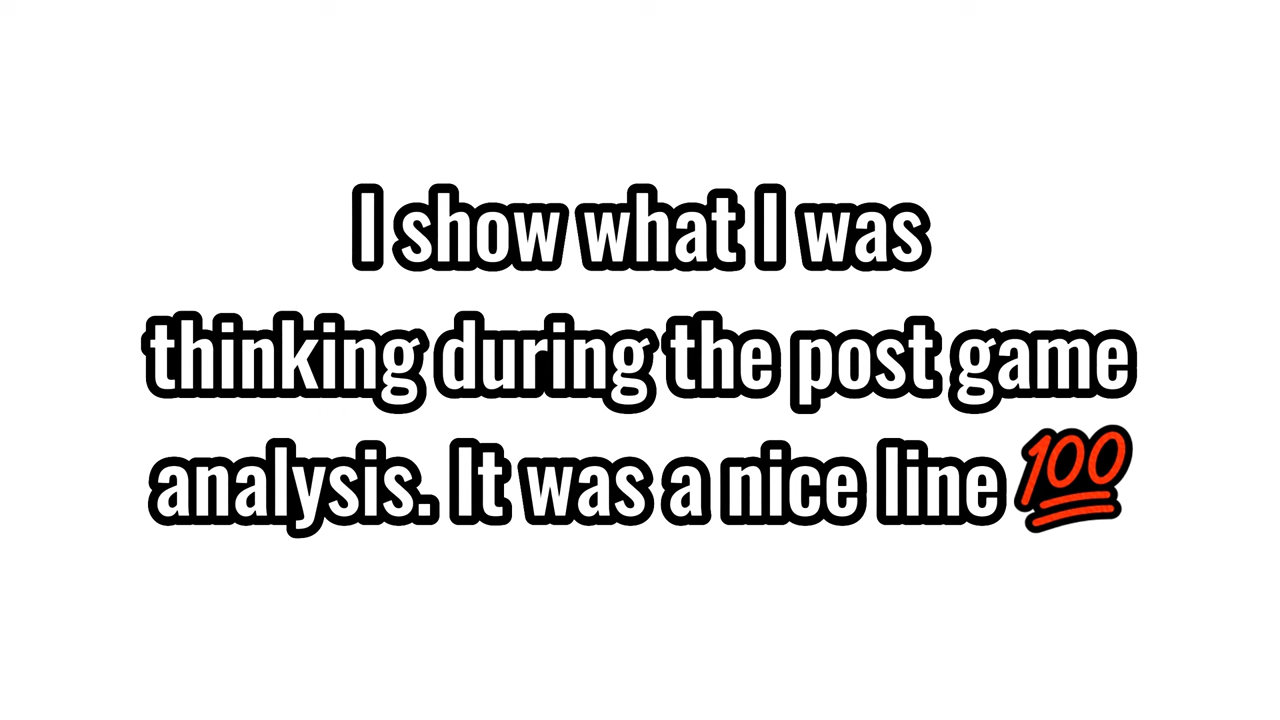 I show what I was
thinking during the post game
analysis. It was a nice line 💯